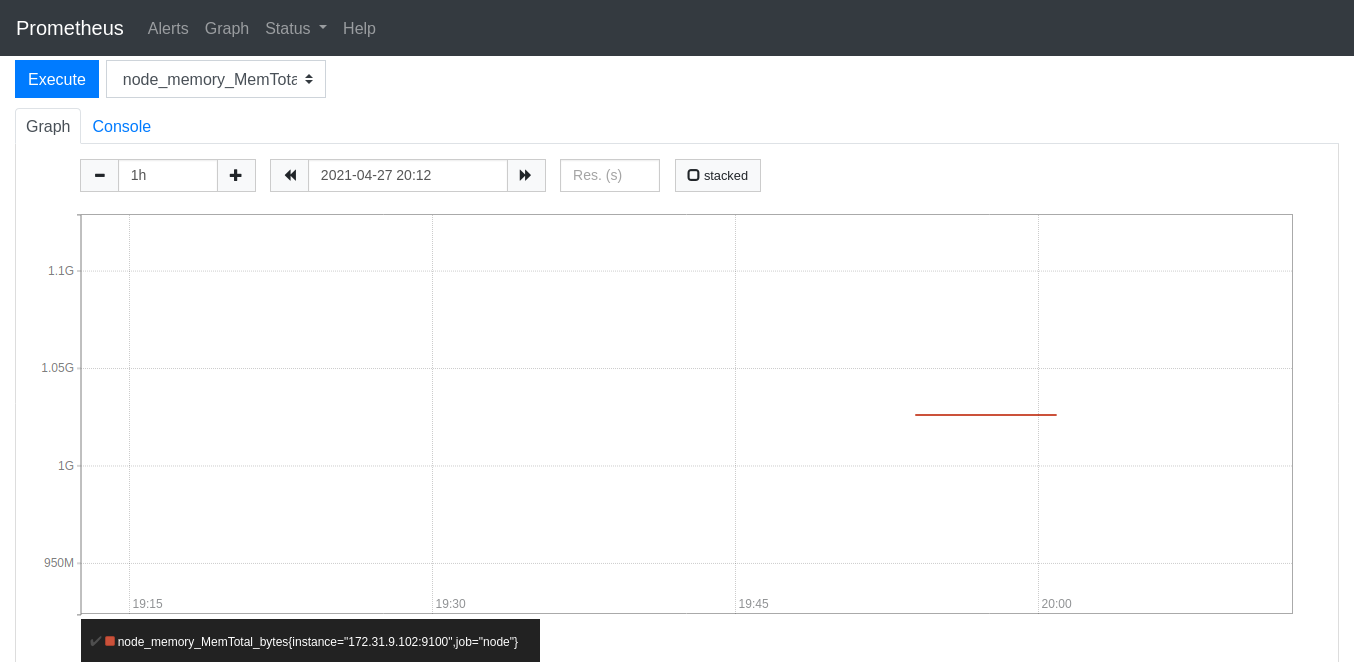 Prometheus Alerts Graph Status Help
Execute node_memory_MemTota
Graph Console
1h 2021-04-27 20:12 Res. (s) stacked
1.1G
1.05G
1G
950M
19:15 19:30 19:45 20:00
node_memory_MemTotal_bytes{instance="172.31.9.102:9100",job="node"}